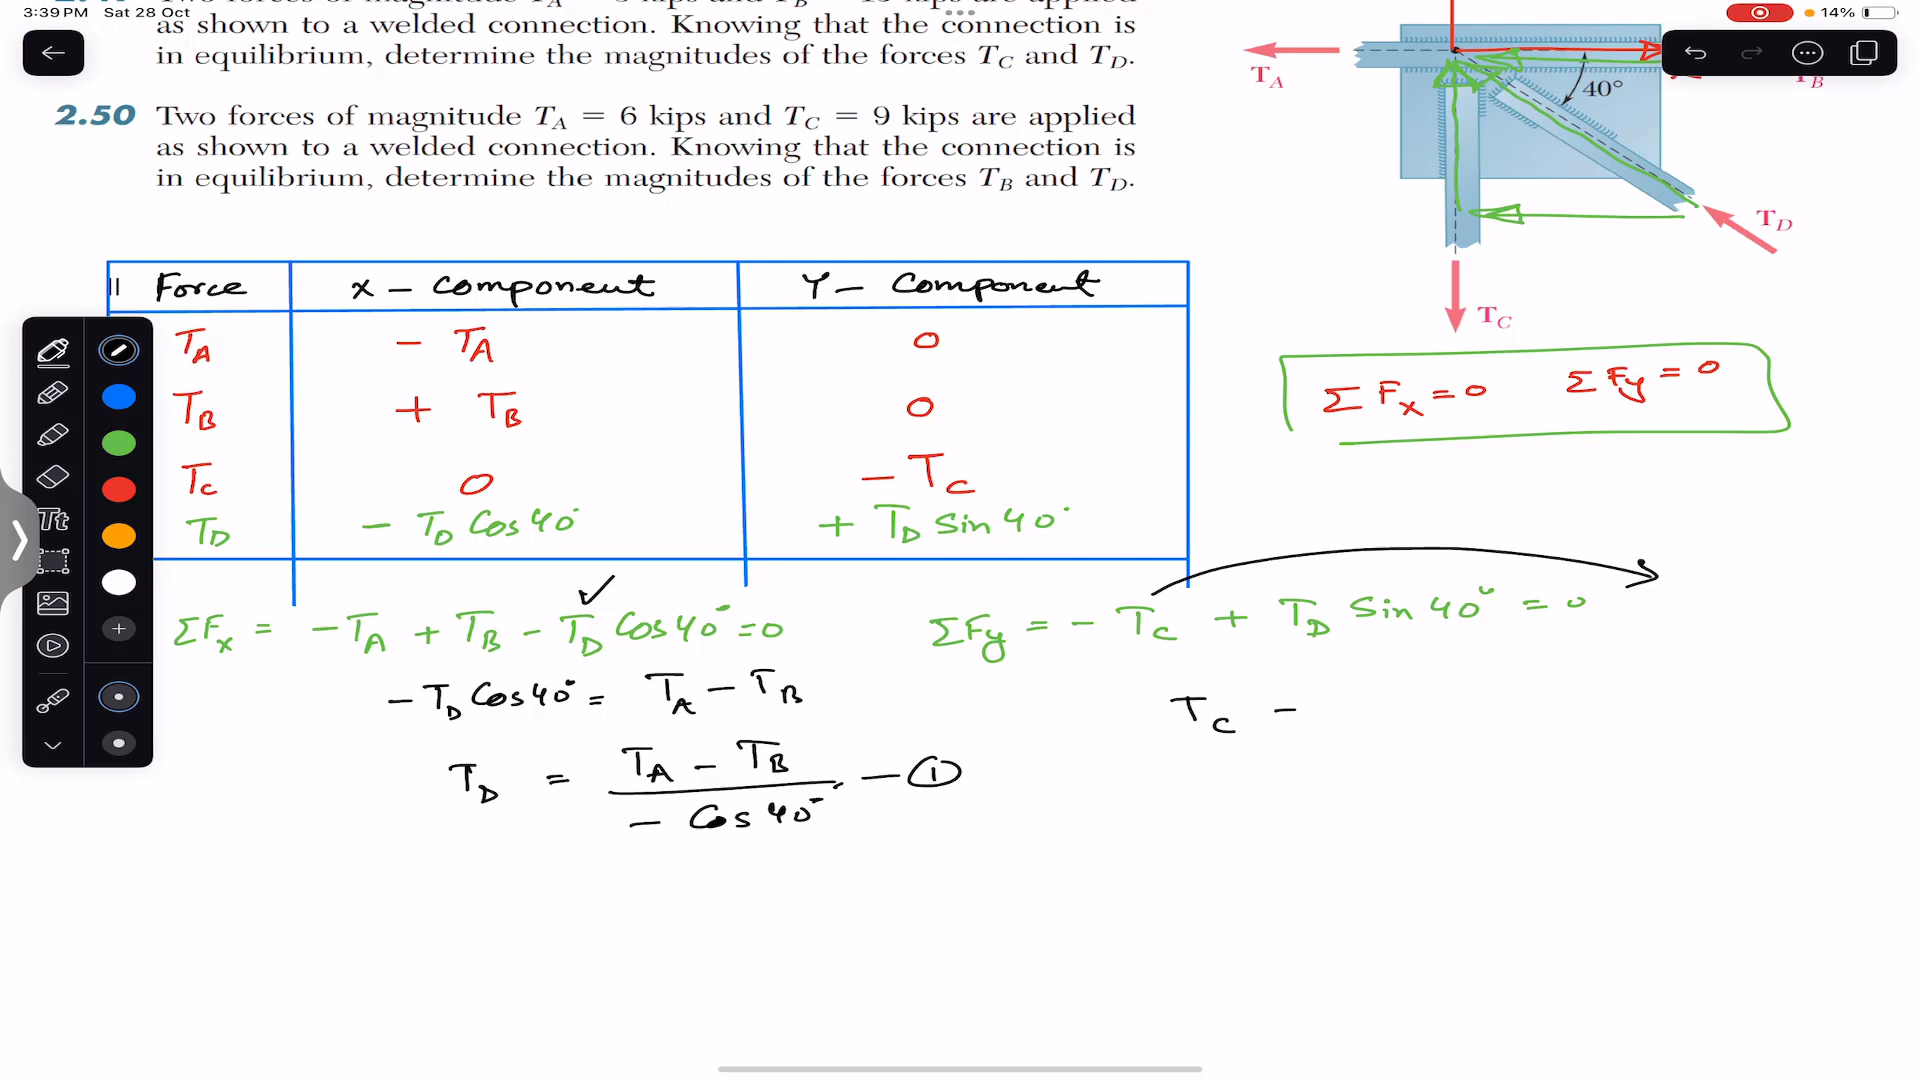 3:39 PM Sat 28 Oct
14%
as shown to a welded connection. Knowing that the connection is
in equilibrium, determine the magnitudes of the forces T_C and T_D.
2.50 Two forces of magnitude T_A = 6 kips and T_C = 9 kips are applied
as shown to a welded connection. Knowing that the connection is
in equilibrium, determine the magnitudes of the forces T_B and T_D.
T_A
T_B
40°
T_D
T_C
Force x - component Y - Component
T_A - T_A 0
T_B + T_B 0
T_C 0 - T_C
T_D - T_D Cos 40° + T_D Sin 40°
Σ F_x = 0 Σ F_y = 0
Tt
ΣF_x = - T_A + T_B - T_D Cos 40° = 0
ΣF_y = - T_C + T_D Sin 40° = 0
- T_D Cos 40° = T_A - T_B
T_C -
T_D = T_A - T_B / - Cos 40° - ①